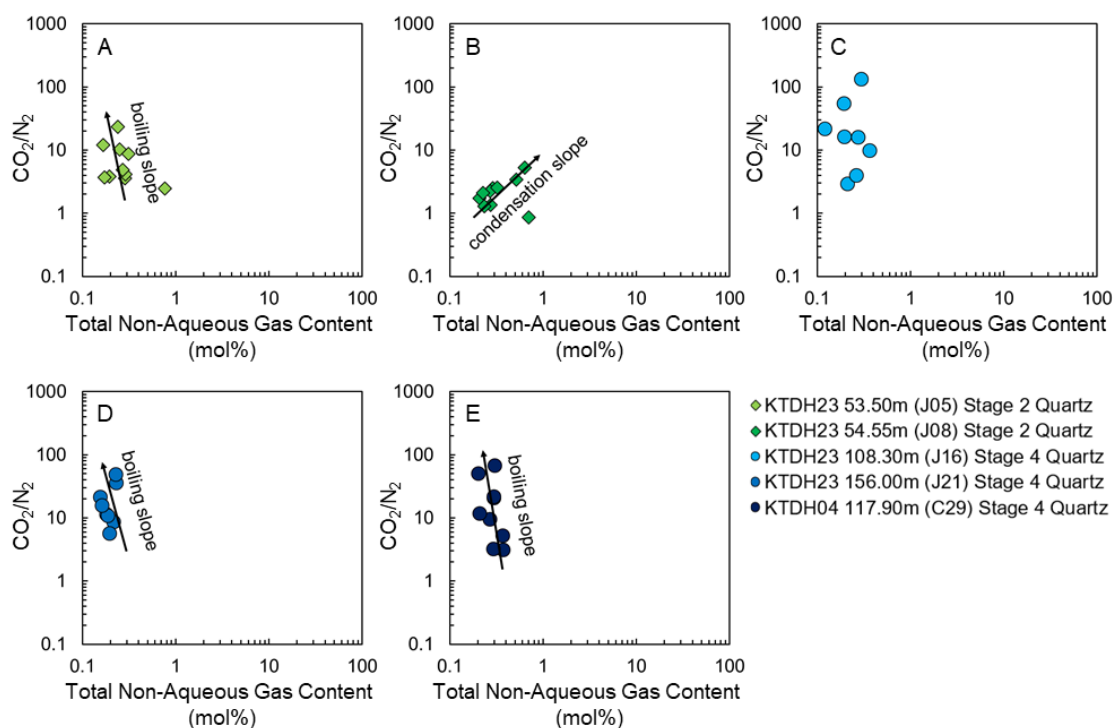 A
1000
100
10
1
0.1
CO₂/N₂
boiling slope
0.1 1 10 100
Total Non-Aqueous Gas Content
(mol%)
B
1000
100
10
1
0.1
CO₂/N₂
condensation slope
0.1 1 10 100
Total Non-Aqueous Gas Content
(mol%)
C
1000
100
10
1
0.1
CO₂/N₂
0.1 1 10 100
Total Non-Aqueous Gas Content
(mol%)
D
1000
100
10
1
0.1
CO₂/N₂
boiling slope
0.1 1 10 100
Total Non-Aqueous Gas Content
(mol%)
E
1000
100
10
1
0.1
CO₂/N₂
boiling slope
0.1 1 10 100
Total Non-Aqueous Gas Content
(mol%)
KTDH23 53.50m (J05) Stage 2 Quartz
KTDH23 54.55m (J08) Stage 2 Quartz
KTDH23 108.30m (J16) Stage 4 Quartz
KTDH23 156.00m (J21) Stage 4 Quartz
KTDH04 117.90m (C29) Stage 4 Quartz